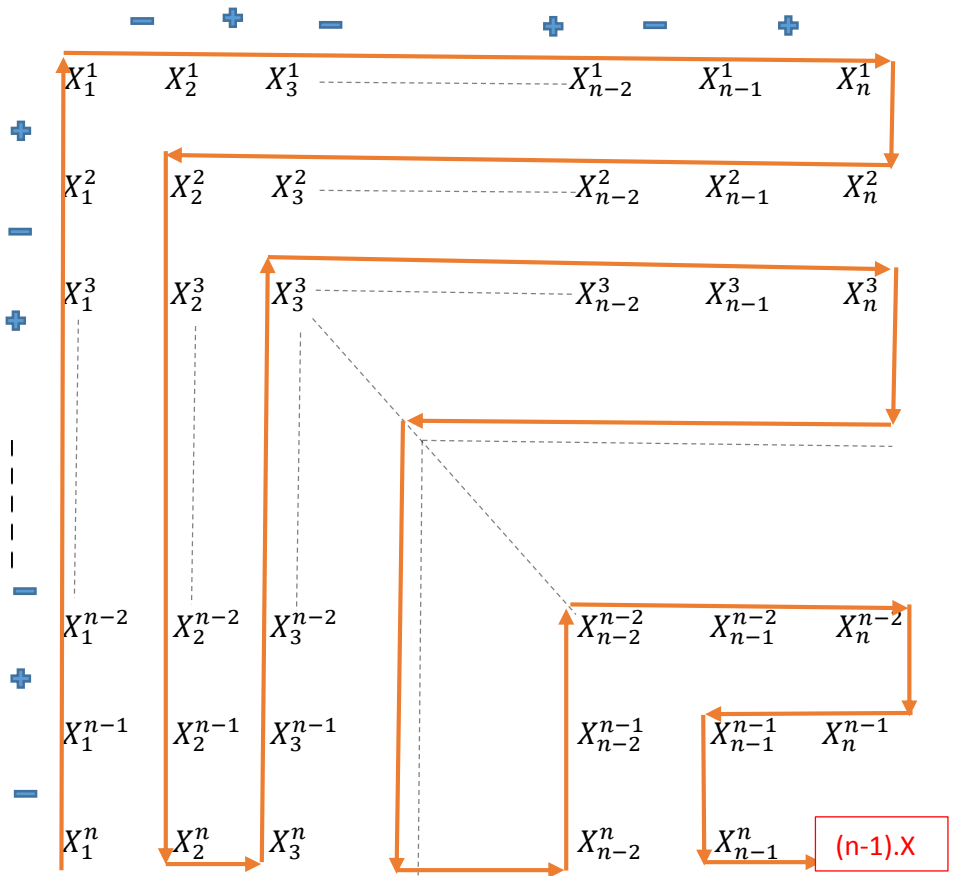 − + − + − +
X_1^1 X_2^1 X_3^1 X_{n-2}^1 X_{n-1}^1 X_n^1
+
X_1^2 X_2^2 X_3^2 X_{n-2}^2 X_{n-1}^2 X_n^2
−
X_1^3 X_2^3 X_3^3 X_{n-2}^3 X_{n-1}^3 X_n^3
+
−
X_1^{n-2} X_2^{n-2} X_3^{n-2} X_{n-2}^{n-2} X_{n-1}^{n-2} X_n^{n-2}
+
X_1^{n-1} X_2^{n-1} X_3^{n-1} X_{n-2}^{n-1} X_{n-1}^{n-1} X_n^{n-1}
−
X_1^n X_2^n X_3^n X_{n-2}^n X_{n-1}^n (n-1).X